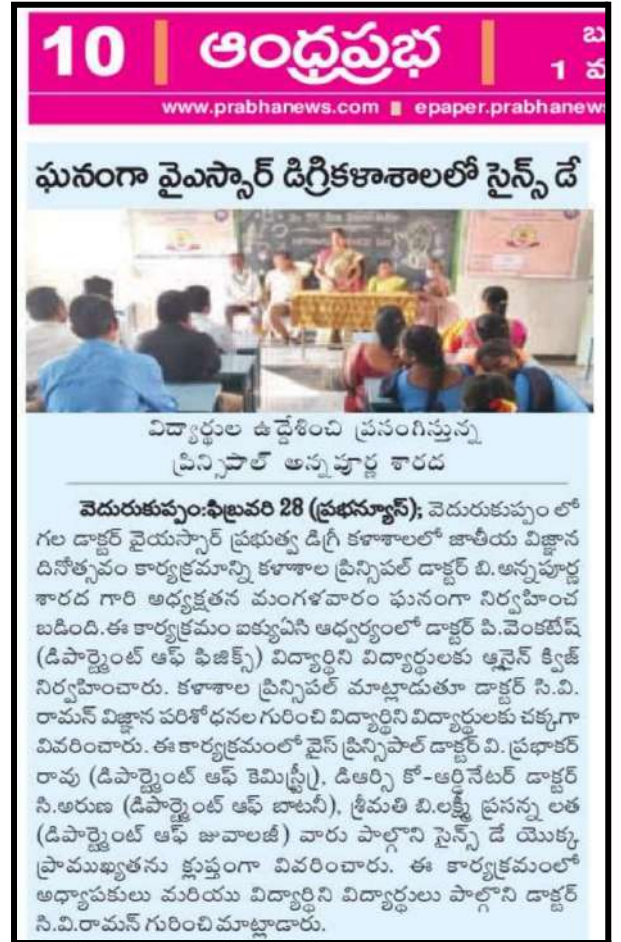 10
ఆంధ్రప్రభ
బు
1 మ
www.prabhanews.com
epaper.prabhanews
ఘనంగా వైఎస్సార్ డిగ్రికళాశాలలో సైన్స్ డే
విద్యార్థుల ఉద్దేశించి ప్రసంగిస్తున్న
ప్రిన్సిపాల్ అన్నపూర్ణ శారద
వెదురుకుప్పం:ఫిబ్రవరి 28 (ప్రభన్యూస్); వెదురుకుప్పం లో
గల డాక్టర్ వైయస్సార్ ప్రభుత్వ డిగ్రీ కళాశాలలో జాతీయ విజ్ఞాన
దినోత్సవం కార్యక్రమాన్ని కళాశాల ప్రిన్సిపల్ డాక్టర్ బి.అన్నపూర్ణ
శారద గారి అధ్యక్షతన మంగళవారం ఘనంగా నిర్వహించ
బడింది.ఈ కార్యక్రమం ఐక్యుఏసి ఆధ్వర్యంలో డాక్టర్ పి.వెంకటేష్
(డిపార్ట్మెంట్ ఆఫ్ ఫిజిక్స్) విద్యార్థిని విద్యార్థులకు ఆన్లైన్ క్విజ్
నిర్వహించారు. కళాశాల ప్రిన్సిపల్ మాట్లాడుతూ డాక్టర్ సి.వి.
రామన్ విజ్ఞాన పరిశోధనల గురించి విద్యార్థిని విద్యార్థులకు చక్కగా
వివరించారు. ఈ కార్యక్రమంలో వైస్ ప్రిన్సిపాల్ డాక్టర్ వి. ప్రభాకర్
రావు (డిపార్ట్మెంట్ ఆఫ్ కెమిస్ట్రీ), డిఆర్సి కో-ఆర్డినేటర్ డాక్టర్
సి.అరుణ (డిపార్ట్మెంట్ ఆఫ్ బాటనీ), శ్రీమతి బి.లక్ష్మీ ప్రసన్న లత
(డిపార్ట్మెంట్ ఆఫ్ జువాలజీ) వారు పాల్గొని సైన్స్ డే యొక్క
ప్రాముఖ్యతను క్లుప్తంగా వివరించారు. ఈ కార్యక్రమంలో
అధ్యాపకులు మరియు విద్యార్థిని విద్యార్థులు పాల్గొని డాక్టర్
సి.వి.రామన్ గురించి మాట్లాడారు.